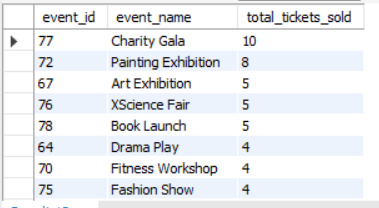 event_id event_name total_tickets_sold
77 Charity Gala 10
72 Painting Exhibition 8
67 Art Exhibition 5
76 XScience Fair 5
78 Book Launch 5
64 Drama Play 4
70 Fitness Workshop 4
75 Fashion Show 4